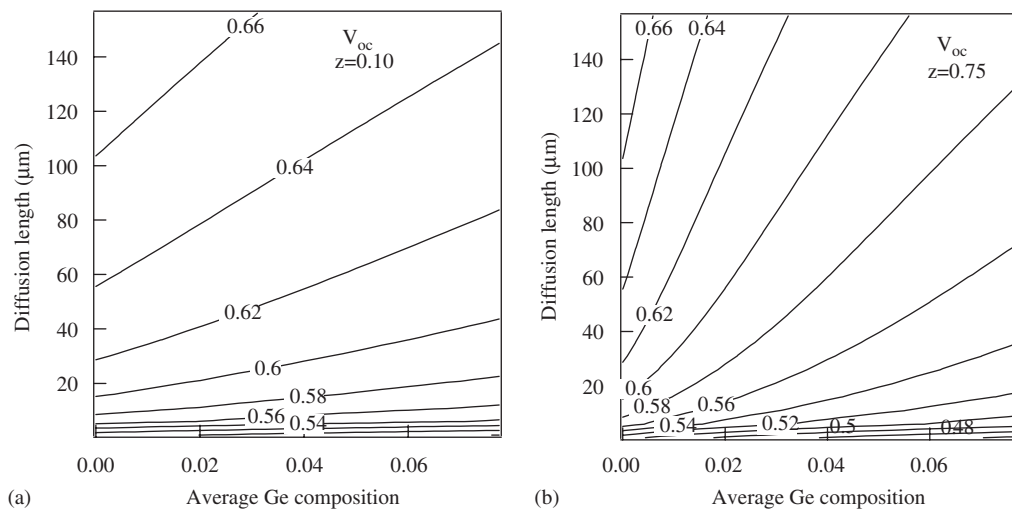 0.66
V_oc
z=0.10
140
120
100
80
60
40
20
0.64
0.62
0.6
0.58
0.56
0.54
Diffusion length (μm)
0.00 0.02 0.04 0.06
(a) Average Ge composition
0.66 0.64
V_oc
z=0.75
140
120
100
80
60
40
20
0.62
0.6
0.58 0.56
0.54 0.52 0.5 0.48
Diffusion length (μm)
0.00 0.02 0.04 0.06
(b) Average Ge composition